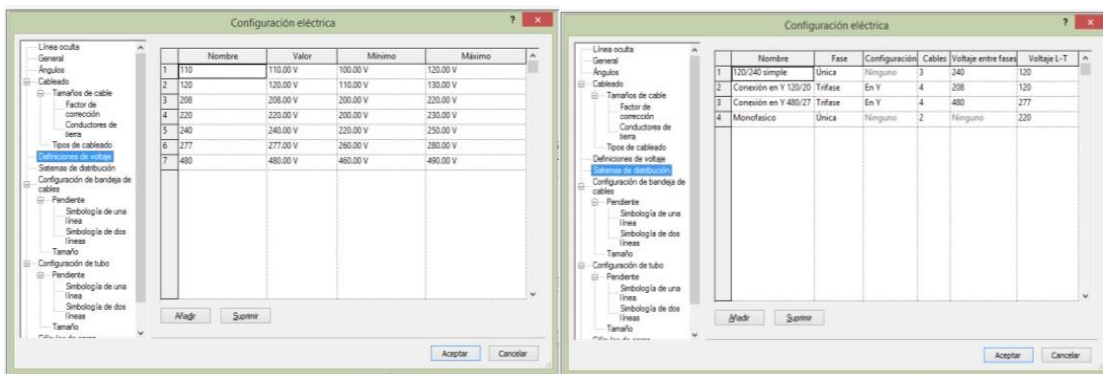 Configuración eléctrica
? ×
Línea oculta
General
Ángulos
Cableado
Tamaños de cable
Factor de
corrección
Conductores de
tierra
Tipos de cableado
Definiciones de voltaje
Sistemas de distribución
Configuración de bandeja de
cables
Pendiente
Simbología de una
línea
Simbología de dos
líneas
Tamaño
Configuración de tubo
Pendiente
Simbología de una
línea
Simbología de dos
líneas
Tamaño
Nombre Valor Mínimo Máximo
1 110 110.00 V 100.00 V 120.00 V
2 120 120.00 V 110.00 V 130.00 V
3 208 208.00 V 200.00 V 220.00 V
4 220 220.00 V 200.00 V 230.00 V
5 240 240.00 V 220.00 V 250.00 V
6 277 277.00 V 260.00 V 280.00 V
7 480 480.00 V 460.00 V 490.00 V
Añadir Suprimir
Aceptar Cancelar
Configuración eléctrica
? ×
Línea oculta
General
Ángulos
Cableado
Tamaños de cable
Factor de
corrección
Conductores de
tierra
Tipos de cableado
Definiciones de voltaje
Sistemas de distribución
Configuración de bandeja de
cables
Pendiente
Simbología de una
línea
Simbología de dos
líneas
Tamaño
Configuración de tubo
Pendiente
Simbología de una
línea
Simbología de dos
líneas
Tamaño
Nombre Fase Configuración Cables Voltaje entre fases Voltaje L-T
1 120/240 simple Única Ninguno 3 240 120
2 Conexión en Y 120/20 Trifase En Y 4 208 120
3 Conexión en Y 480/27 Trifase En Y 4 480 277
4 Monofasico Única Ninguno 2 Ninguno 220
Añadir Suprimir
Aceptar Cancelar